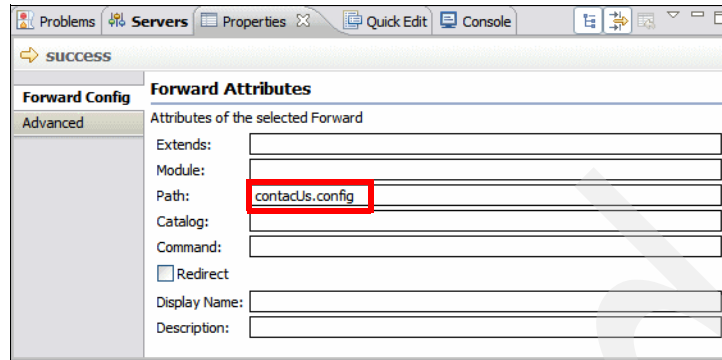 Problems Servers Properties Quick Edit Console
success
Forward Config
Advanced
Forward Attributes
Attributes of the selected Forward
Extends:
Module:
Path: contacUs.config
Catalog:
Command:
Redirect
Display Name:
Description: